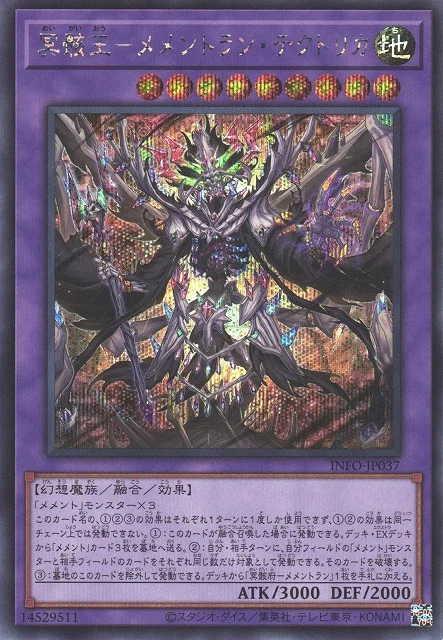 冥骸王－メメントラン・テクトリカ
地
INFO-JP037
【幻想魔族／融合／効果】
「メメント」モンスター×3
このカード名の、①②③の効果はそれぞれ1ターンに1度しか使用できず、①②の効果は同一
チェーン上では発動できない。①：このカードが融合召喚した場合に発動できる。デッキ・EXデッキ
から「メメント」カード3枚を墓地へ送る。②：自分・相手ターンに、自分フィールドの「メメント」モンス
ターと相手フィールドのカードをそれぞれ同じ数だけ対象として発動できる。そのカードを破壊する。
③：墓地のこのカードを除外して発動できる。デッキから「冥骸府－メメントラン」1枚を手札に加える。
ATK/3000 DEF/2000
14529511
©スタジオ・ダイス／集英社・テレビ東京・KONAMI